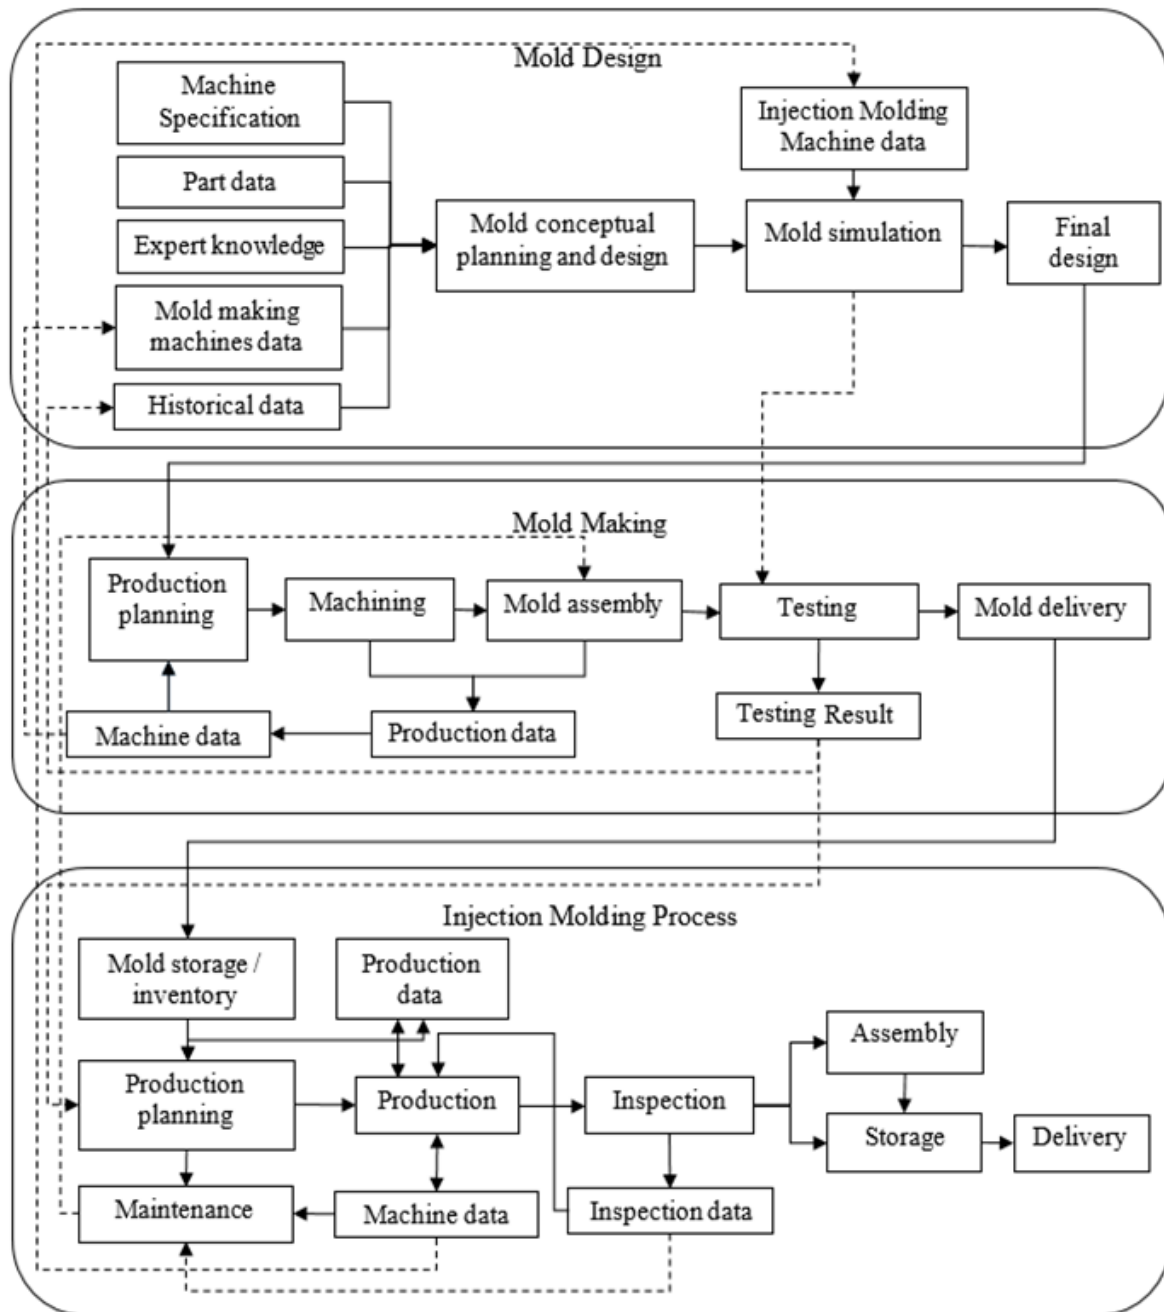 Mold Design
Machine
Specification
Injection Molding
Machine data
Part data
Expert knowledge
Mold conceptual
planning and design
Mold simulation
Final
design
Mold making
machines data
Historical data
Mold Making
Production
planning
Machining
Mold assembly
Testing
Mold delivery
Machine data
Production data
Testing Result
Injection Molding Process
Mold storage /
inventory
Production
data
Assembly
Production
planning
Production
Inspection
Storage
Delivery
Maintenance
Machine data
Inspection data